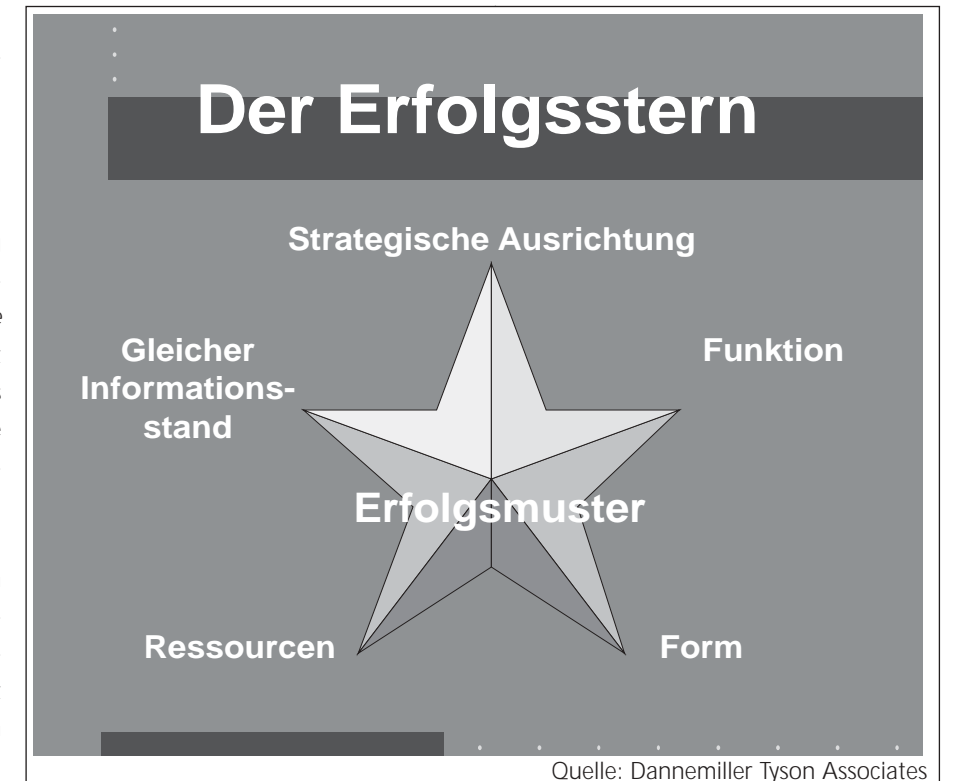 Der Erfolgsstern
Strategische Ausrichtung
Gleicher
Informations-
stand
Funktion
Erfolgsmuster
Ressourcen
Form
Quelle: Dannemiller Tyson Associates